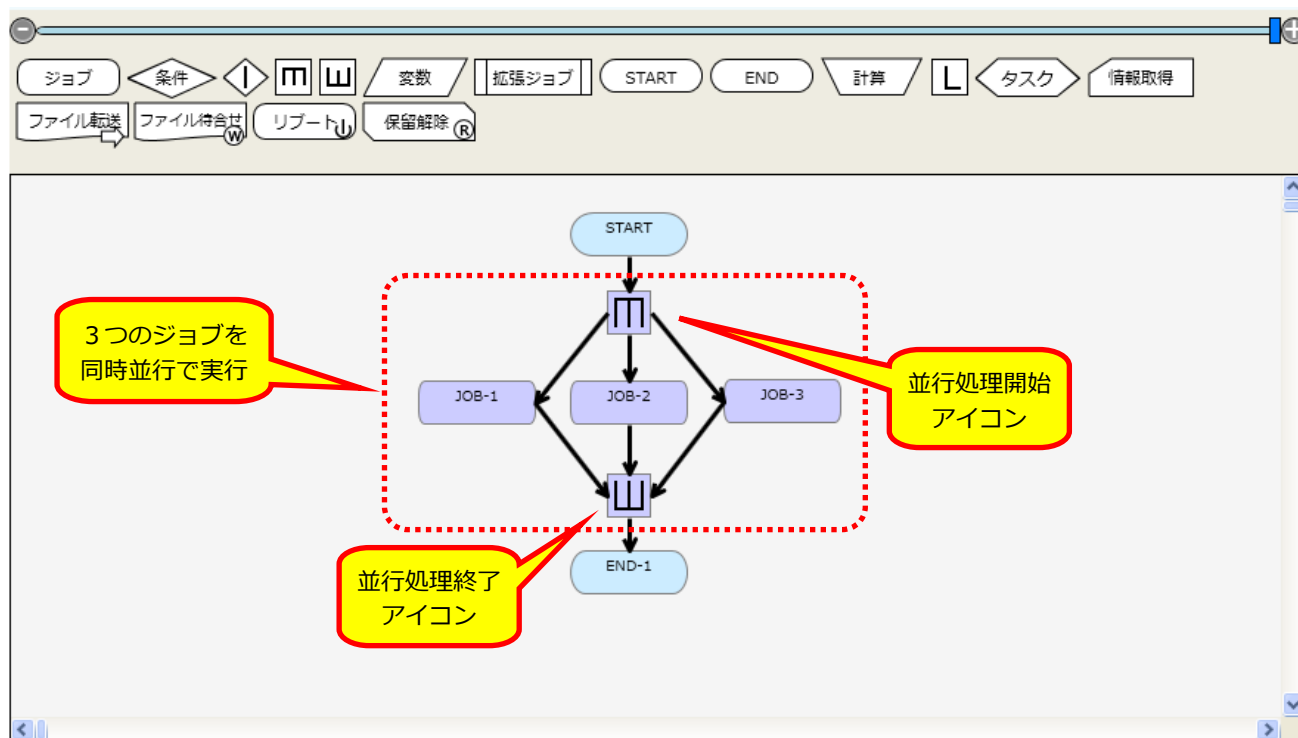 ジョブ 条件 変数 拡張ジョブ START END 計算 L タスク 情報取得
ファイル転送 ファイル待合せ W リブート 保留解除 R
START
3つのジョブを
同時並行で実行
並行処理開始
アイコン
JOB-1 JOB-2 JOB-3
並行処理終了
アイコン
END-1